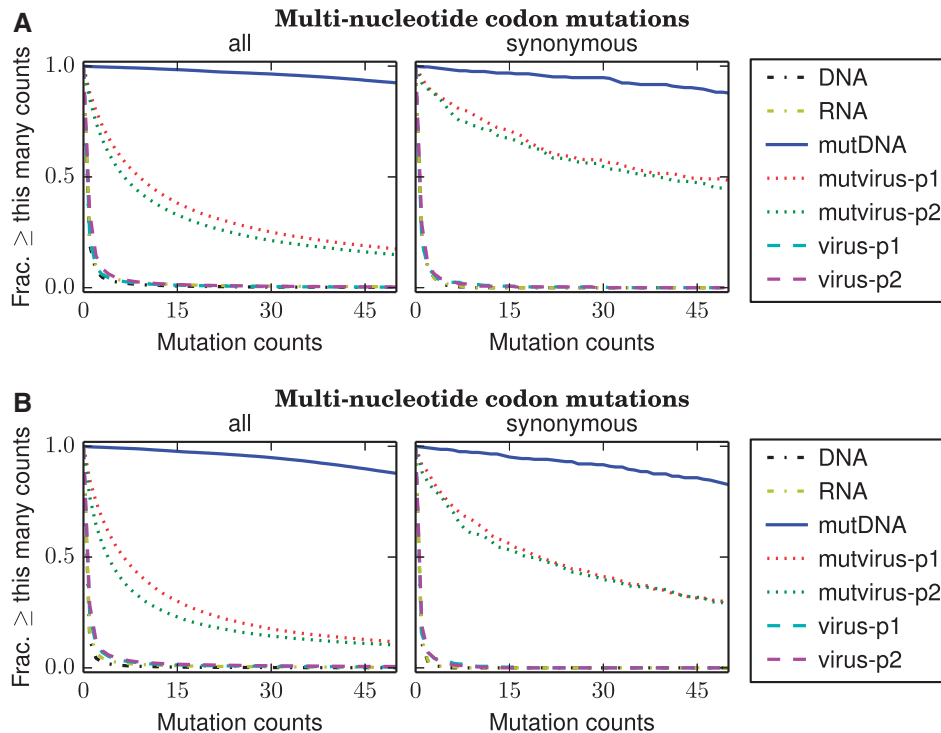 A
Multi-nucleotide codon mutations
all
synonymous
Frac. ≥ this many counts
1.0
0.5
0.0
0 15 30 45
0 15 30 45
Mutation counts
Mutation counts
DNA
RNA
mutDNA
mutvirus-p1
mutvirus-p2
virus-p1
virus-p2
B
Multi-nucleotide codon mutations
all
synonymous
Frac. ≥ this many counts
1.0
0.5
0.0
0 15 30 45
0 15 30 45
Mutation counts
Mutation counts
DNA
RNA
mutDNA
mutvirus-p1
mutvirus-p2
virus-p1
virus-p2